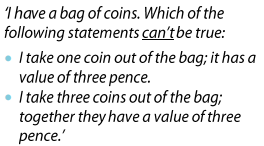 'I have a bag of coins. Which of the
following statements can't be true:
• I take one coin out of the bag; it has a
value of three pence.
• I take three coins out of the bag;
together they have a value of three
pence.'